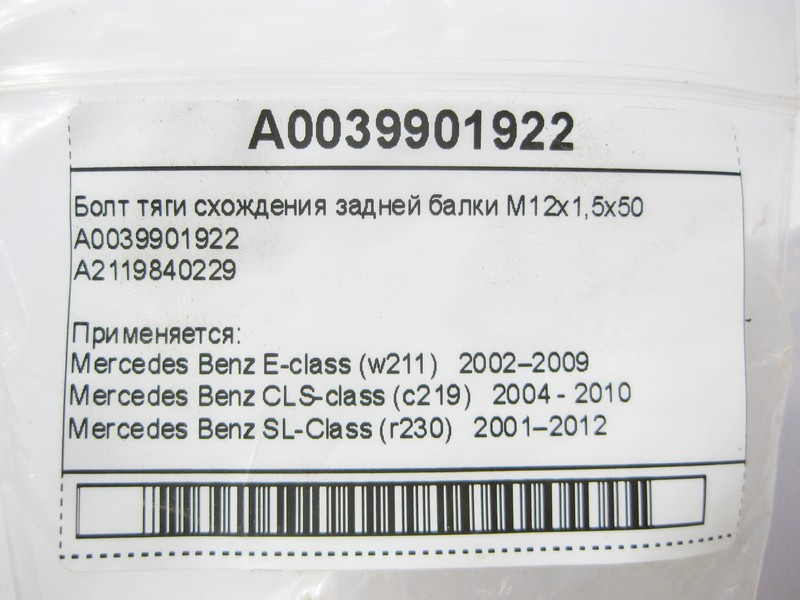 A0039901922
Болт тяги схождения задней балки M12x1,5x50
A0039901922
A2119840229
Применяется:
Mercedes Benz E-class (w211) 2002–2009
Mercedes Benz CLS-class (c219) 2004 - 2010
Mercedes Benz SL-Class (r230) 2001–2012